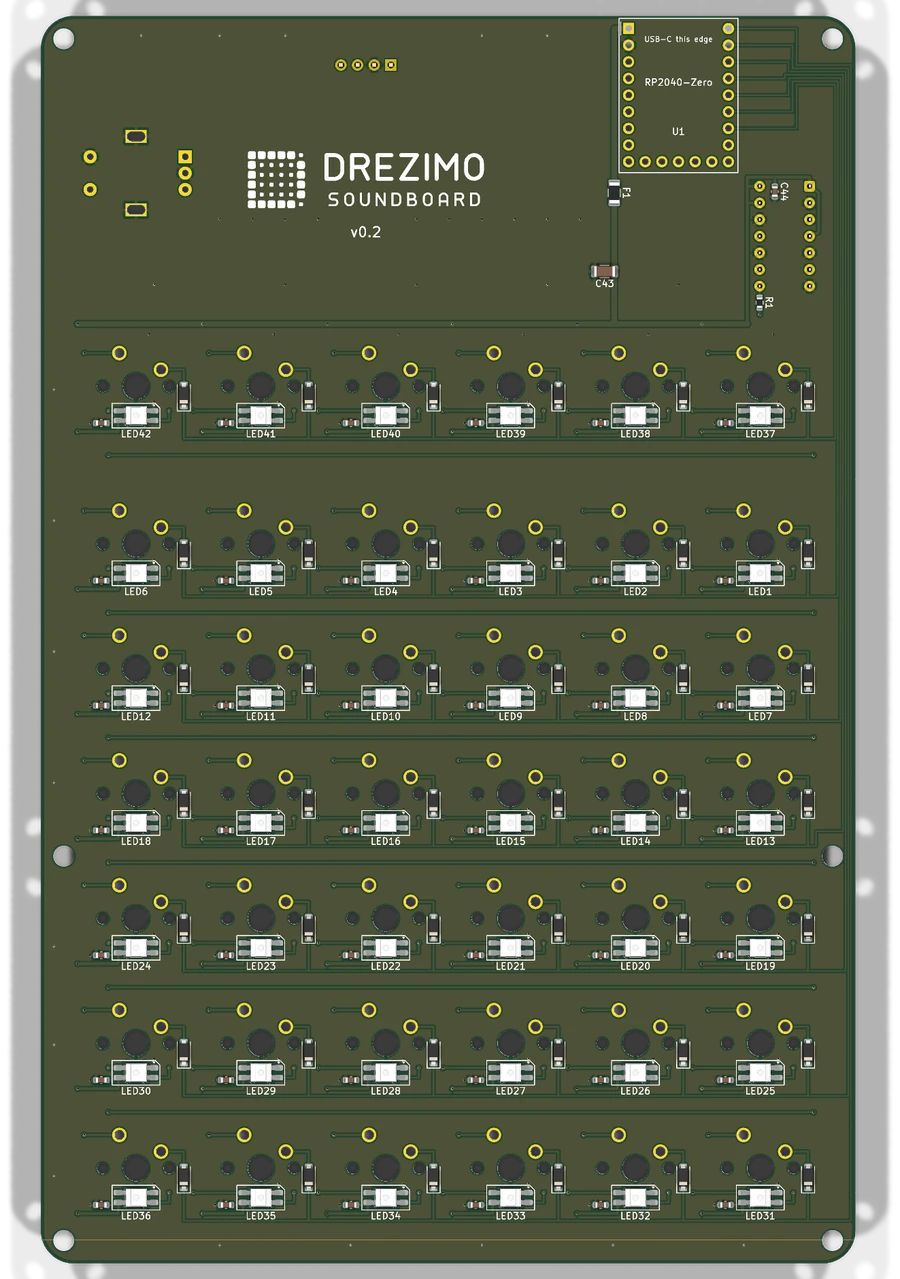 USB-C this edge
RP2040-Zero
U1
DREZIMO
SOUNDBOARD
v0.2
F1
C44
C43
R1
LED42 LED41 LED40 LED39 LED38 LED37
LED6 LED5 LED4 LED3 LED2 LED1
LED12 LED11 LED10 LED9 LED8 LED7
LED18 LED17 LED16 LED15 LED14 LED13
LED24 LED23 LED22 LED21 LED20 LED19
LED30 LED29 LED28 LED27 LED26 LED25
LED36 LED35 LED34 LED33 LED32 LED31